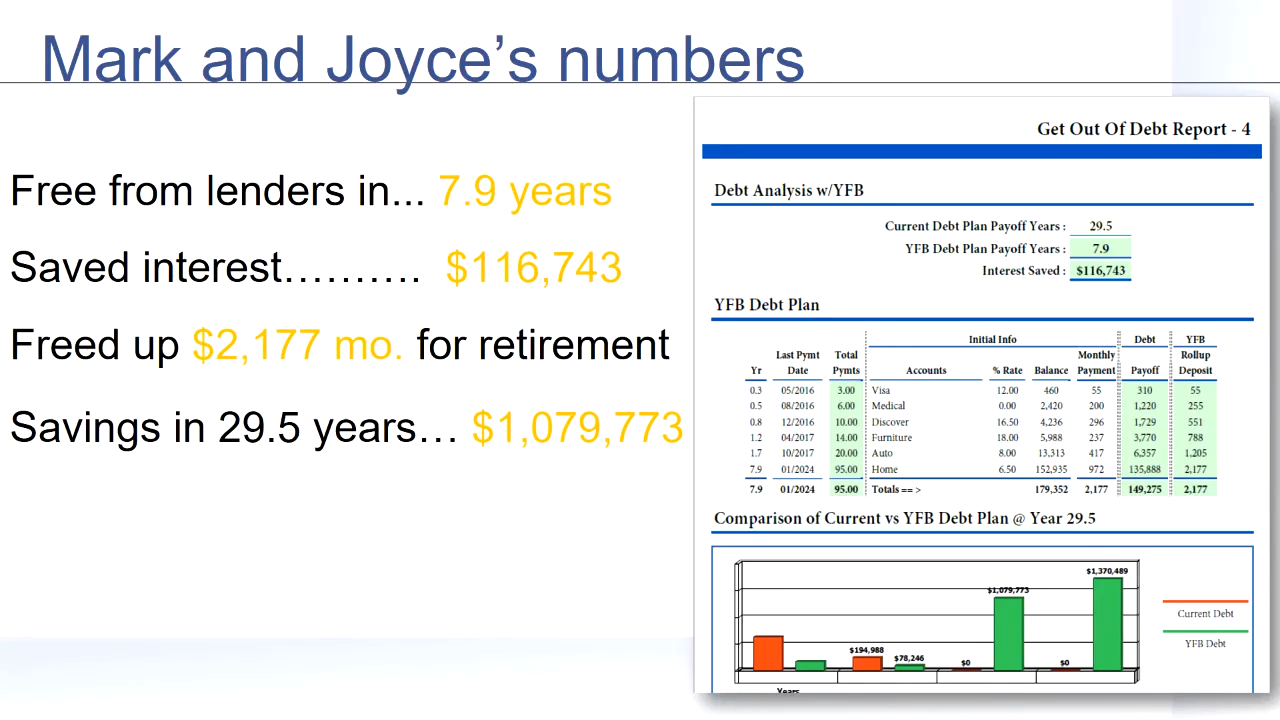 Mark and Joyce’s numbers
Free from lenders in... 7.9 years
Saved interest………. $116,743
Freed up $2,177 mo. for retirement
Savings in 29.5 years… $1,079,773
Get Out Of Debt Report - 4
Debt Analysis w/YFB
Current Debt Plan Payoff Years : 29.5
YFB Debt Plan Payoff Years : 7.9
Interest Saved : $116,743
YFB Debt Plan
Initial Info Debt YFB
Last Pymt Total Monthly Rollup
Yr Date Pymts Accounts % Rate Balance Payment Payoff Deposit
0.3 05/2016 3.00 Visa 12.00 460 55 310 55
0.5 08/2016 6.00 Medical 0.00 2,420 200 1,220 255
0.8 12/2016 10.00 Discover 16.50 4,236 296 1,729 551
1.2 04/2017 14.00 Furniture 18.00 5,988 237 3,770 788
1.7 10/2017 20.00 Auto 8.00 13,313 417 6,357 1,205
7.9 01/2024 95.00 Home 6.50 152,935 972 135,888 2,177
7.9 01/2024 95.00 Totals == > 179,352 2,177 149,275 2,177
Comparison of Current vs YFB Debt Plan @ Year 29.5
$1,370,489
$1,079,773
$194,988 $78,246 $0 $0
Current Debt
YFB Debt
Years